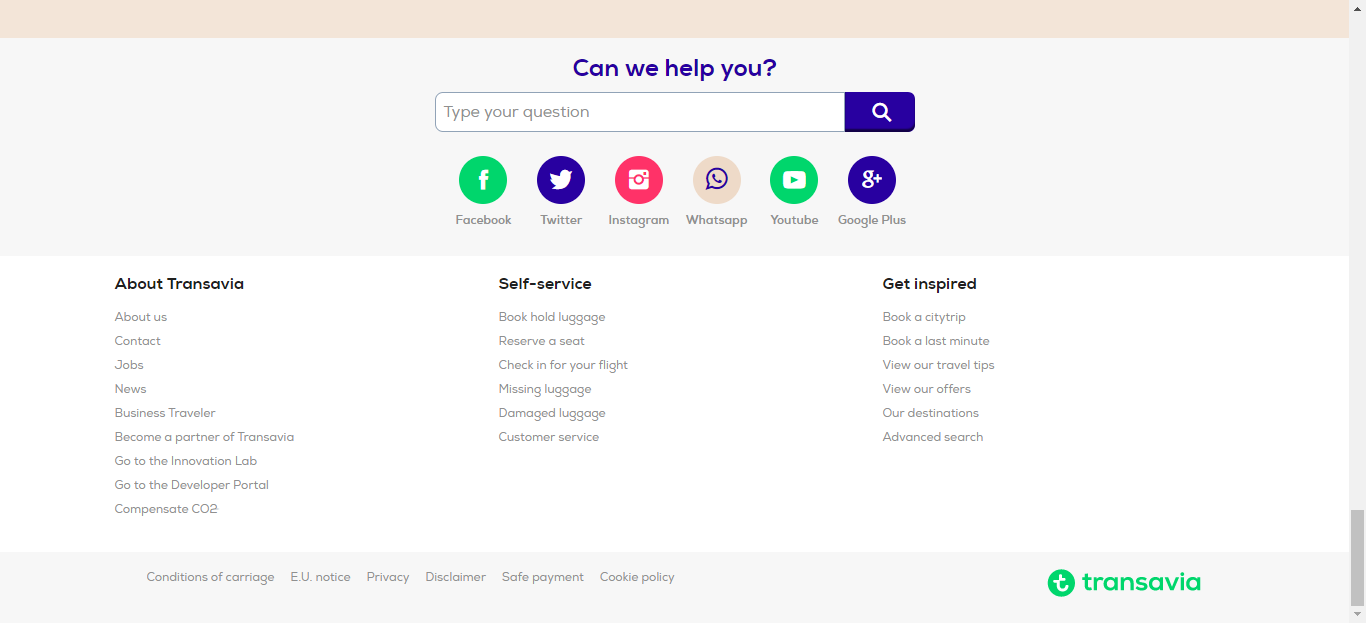 Can we help you?
Type your question
Facebook Twitter Instagram Whatsapp Youtube Google Plus
About Transavia
About us
Contact
Jobs
News
Business Traveler
Become a partner of Transavia
Go to the Innovation Lab
Go to the Developer Portal
Compensate CO2
Self-service
Book hold luggage
Reserve a seat
Check in for your flight
Missing luggage
Damaged luggage
Customer service
Get inspired
Book a citytrip
Book a last minute
View our travel tips
View our offers
Our destinations
Advanced search
Conditions of carriage E.U. notice Privacy Disclaimer Safe payment Cookie policy
transavia